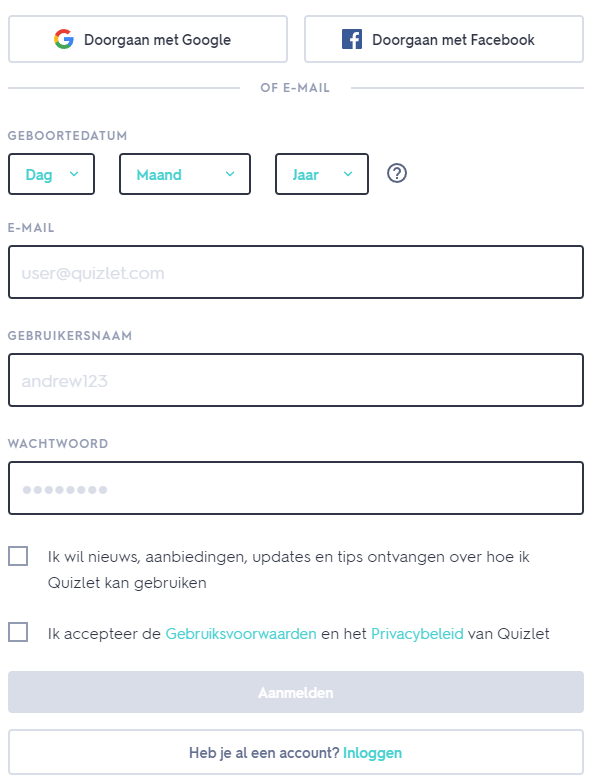 Doorgaan met Google
Doorgaan met Facebook
OF E-MAIL
GEBOORTEDATUM
Dag Maand Jaar ?
E-MAIL
user@quizlet.com
GEBRUIKERSNAAM
andrew123
WACHTWOORD
●●●●●●●●
Ik wil nieuws, aanbiedingen, updates en tips ontvangen over hoe ik
Quizlet kan gebruiken
Ik accepteer de Gebruiksvoorwaarden en het Privacybeleid van Quizlet
Aanmelden
Heb je al een account? Inloggen